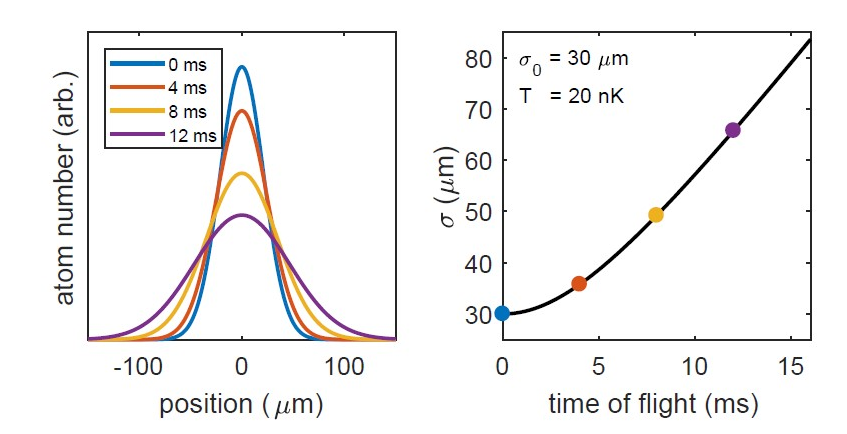 0 ms
4 ms
8 ms
12 ms
atom number (arb.)
-100
0
100
position (μm)
σ₀ = 30 μm
T = 20 nK
80
70
60
50
40
30
σ (μm)
0
5
10
15
time of flight (ms)